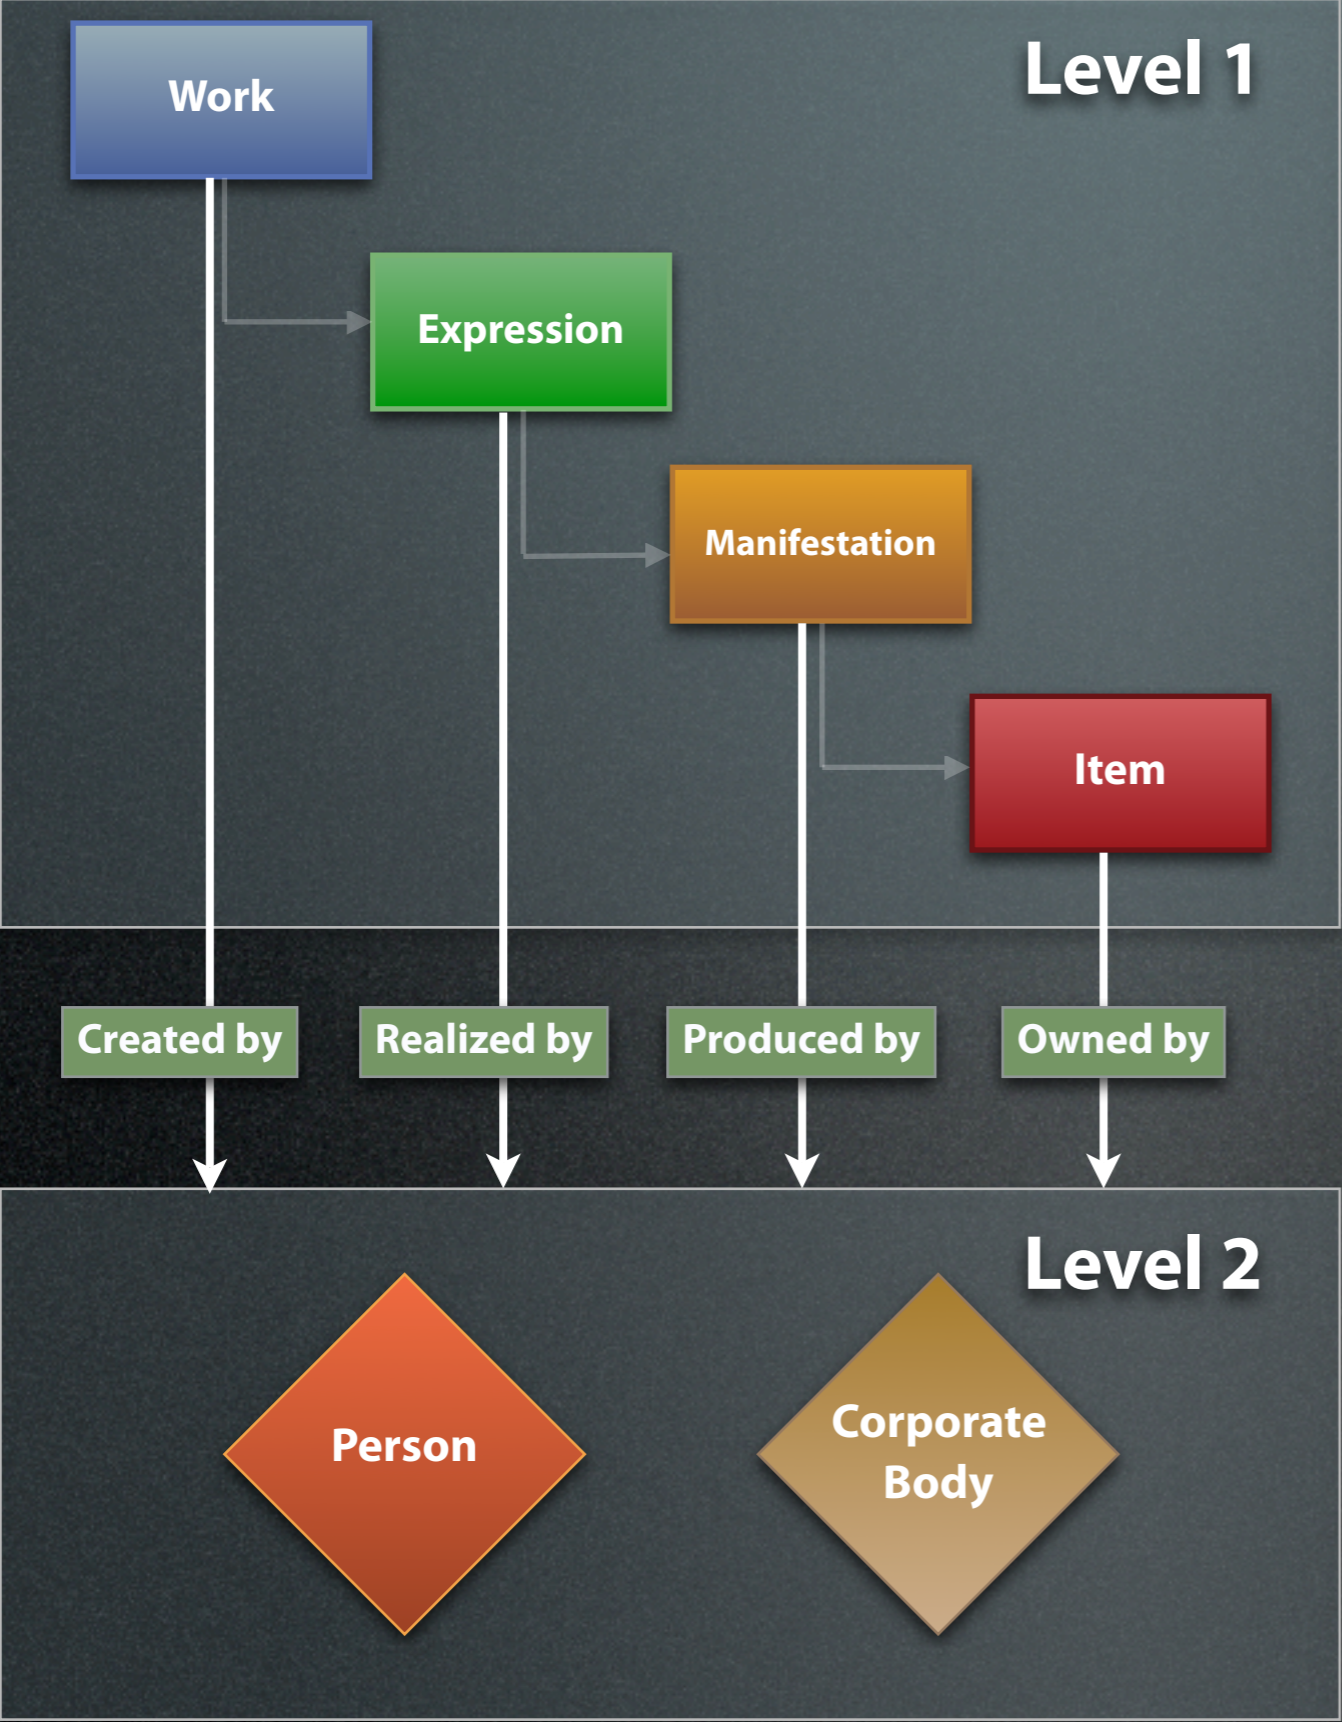 Level 1
Work
Expression
Manifestation
Item
Created by
Realized by
Produced by
Owned by
Level 2
Person
Corporate
Body